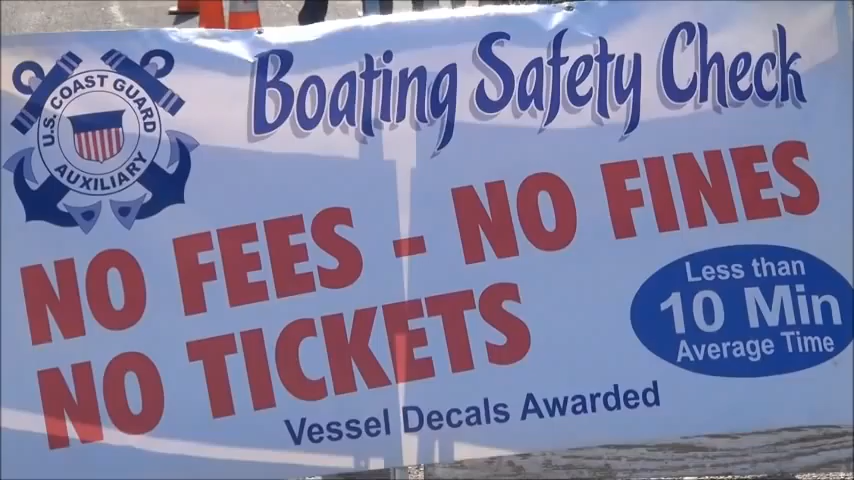 U.S. COAST GUARD
AUXILIARY
Boating Safety Check
NO FEES - NO FINES
NO TICKETS
Less than
10 Min
Average Time
Vessel Decals Awarded